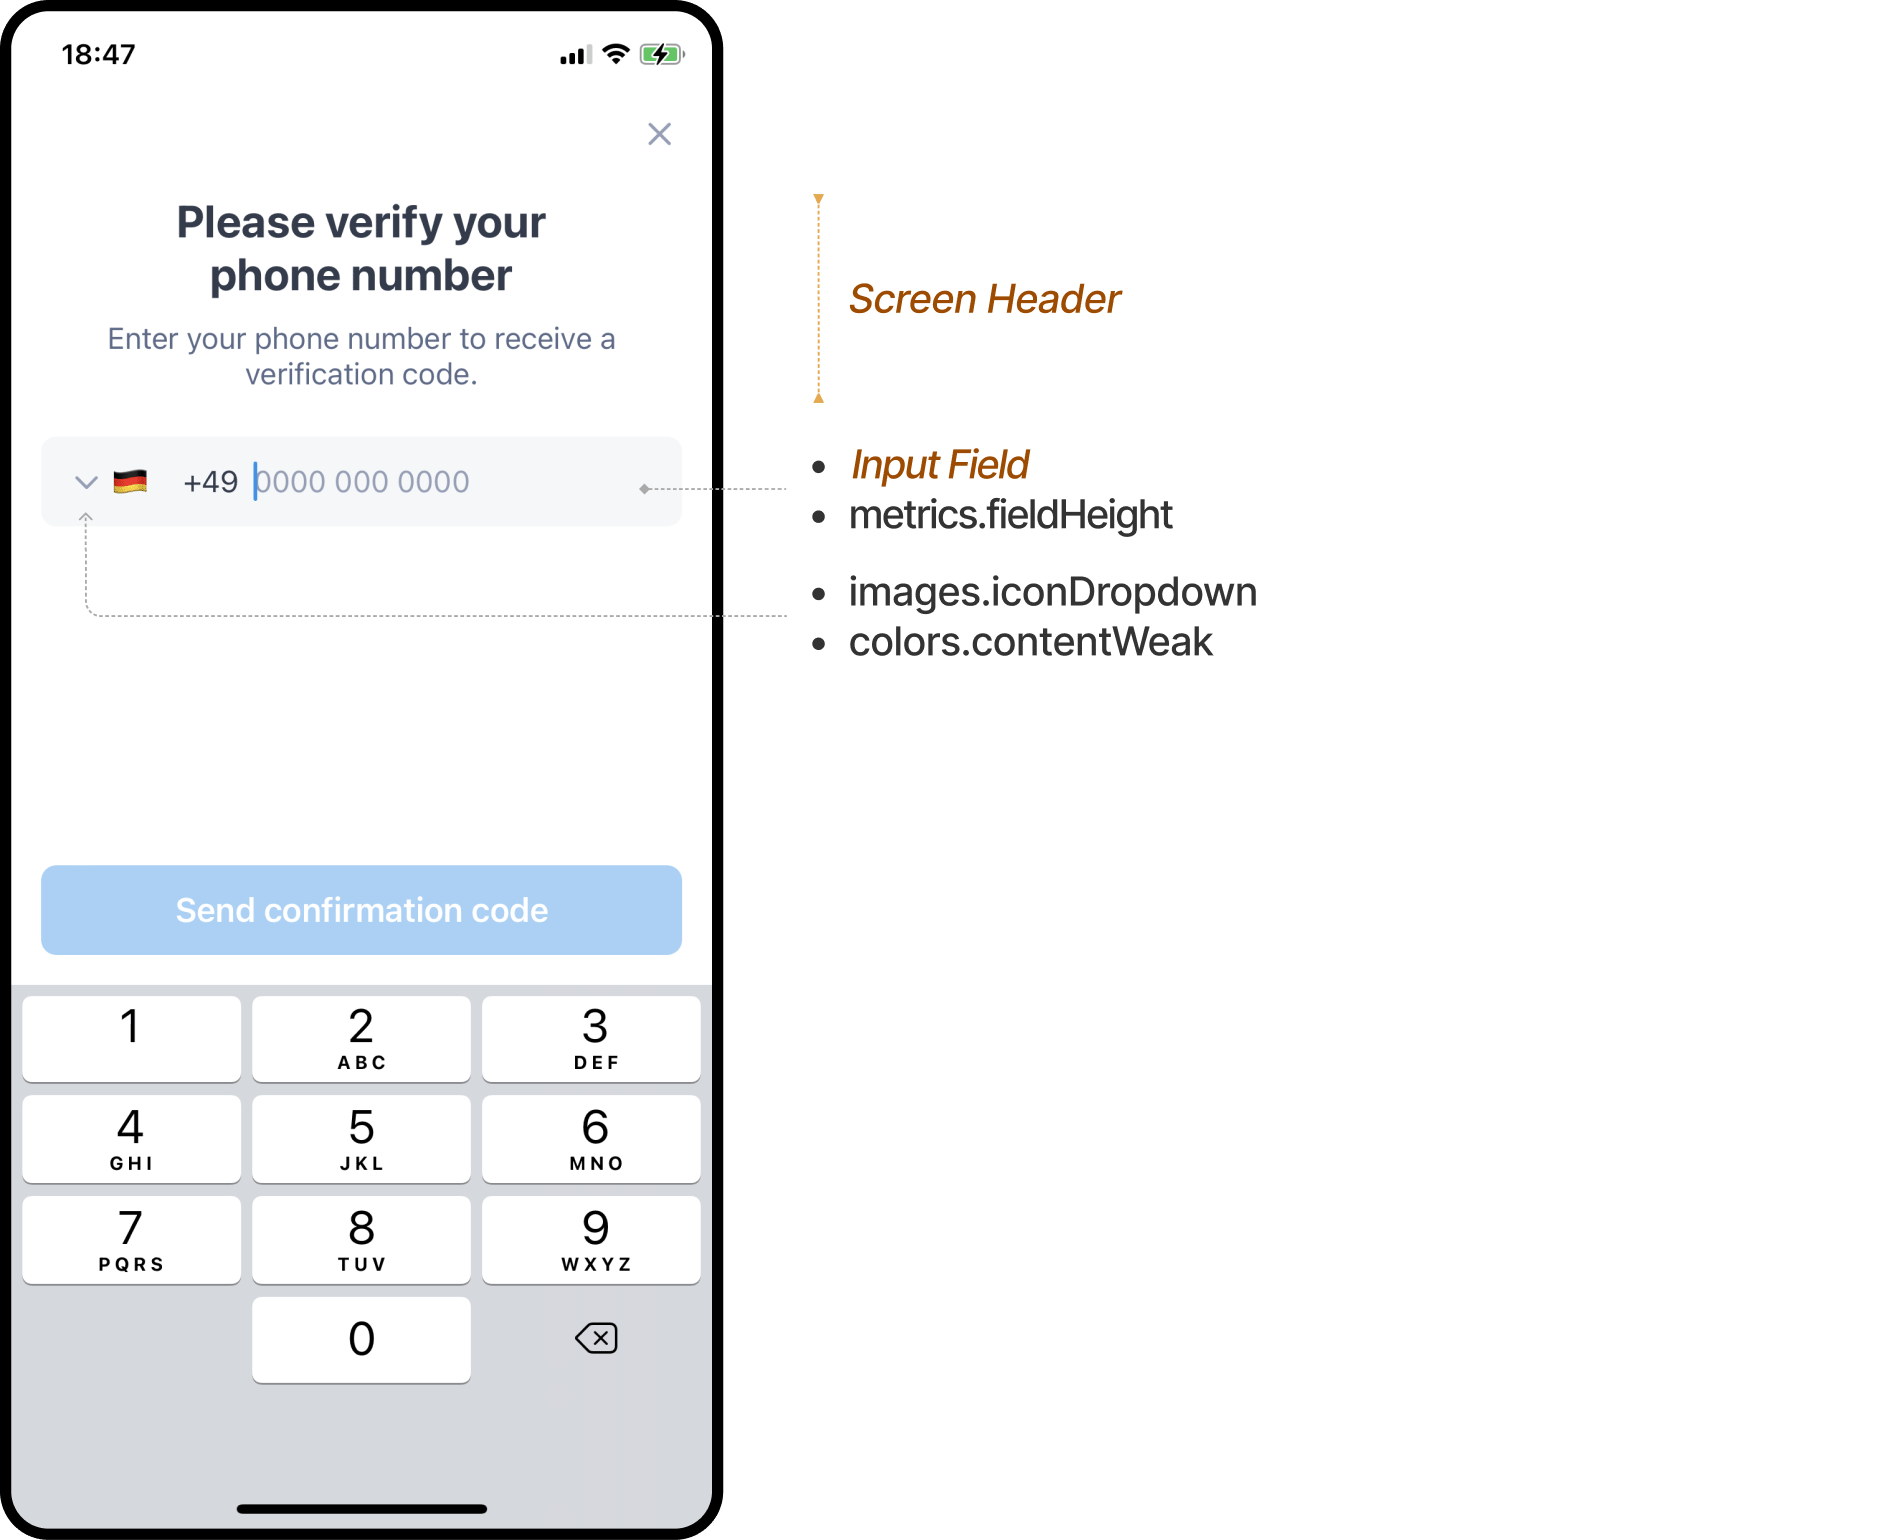 18:47
Please verify your
phone number
Enter your phone number to receive a
verification code.
+49 0000 000 0000
Send confirmation code
1
2
ABC
3
DEF
4
GHI
5
JKL
6
MNO
7
PQRS
8
TUV
9
WXYZ
0
Screen Header
• Input Field
• metrics.fieldHeight
• images.iconDropdown
• colors.contentWeak